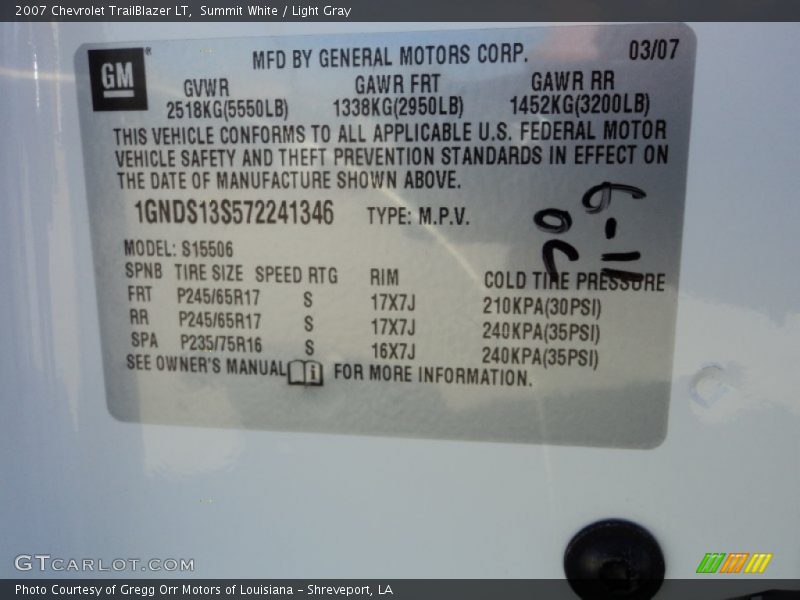 2007 Chevrolet TrailBlazer LT,  Summit White / Light Gray
GM®
MFD BY GENERAL MOTORS CORP.
03/07
GVWR GAWR FRT GAWR RR
2518KG(5550LB) 1338KG(2950LB) 1452KG(3200LB)
THIS VEHICLE CONFORMS TO ALL APPLICABLE U.S. FEDERAL MOTOR
VEHICLE SAFETY AND THEFT PREVENTION STANDARDS IN EFFECT ON
THE DATE OF MANUFACTURE SHOWN ABOVE.
1GNDS13S572241346 TYPE: M.P.V.
MODEL: S15506
SPNB TIRE SIZE SPEED RTG RIM COLD TIRE PRESSURE
FRT P245/65R17 S 17X7J 210KPA(30PSI)
RR P245/65R17 S 17X7J 240KPA(35PSI)
SPA P235/75R16 S 16X7J 240KPA(35PSI)
SEE OWNER'S MANUAL i FOR MORE INFORMATION.
GTCARLOT.COM
Photo Courtesy of Gregg Orr Motors of Louisiana – Shreveport, LA